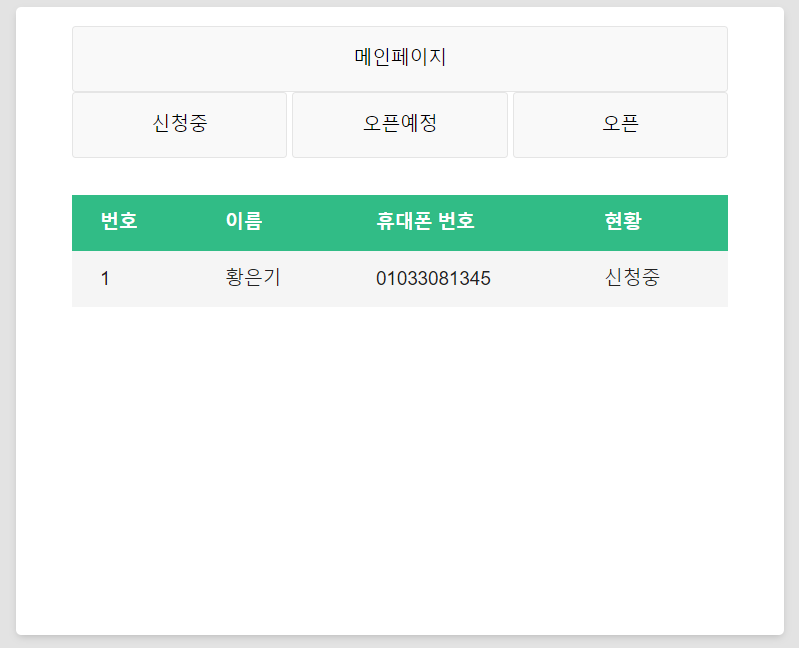 메인페이지
신청중 오픈예정 오픈
번호 이름 휴대폰 번호 현황
1 황은기 01033081345 신청중